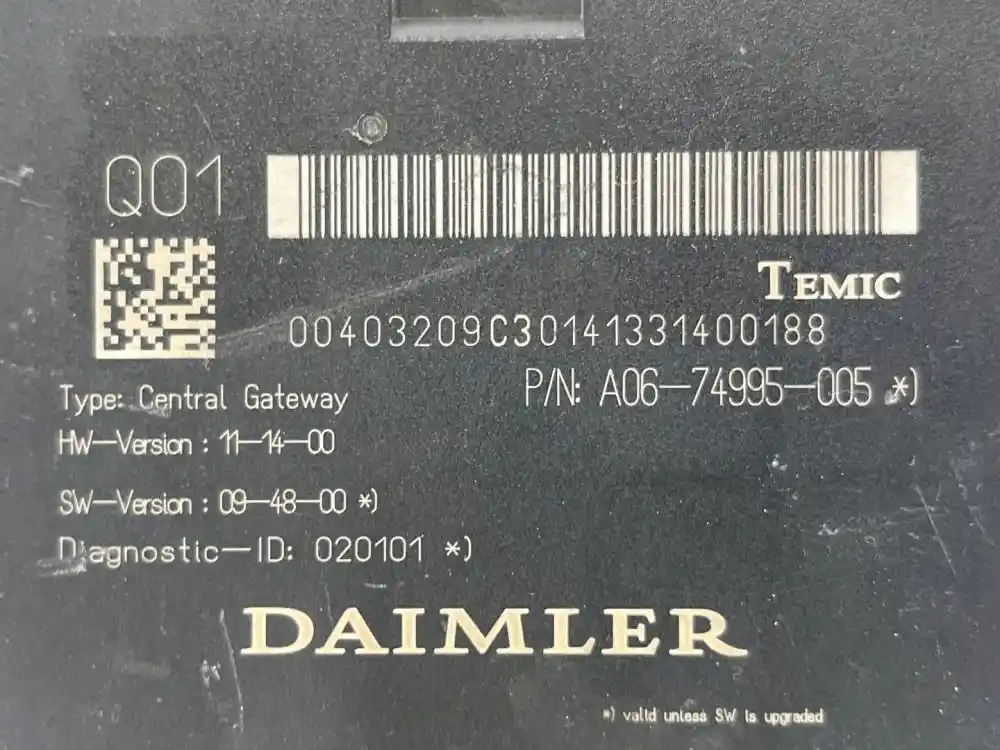 Q01
TEMIC
00403209C30141331400188
P/N: A06-74995-005 *)
Type: Central Gateway
HW-Version : 11-14-00
SW-Version : 09-48-00 *)
Diagnostic-ID: 020101 *)
DAIMLER
*) valid unless SW is upgraded